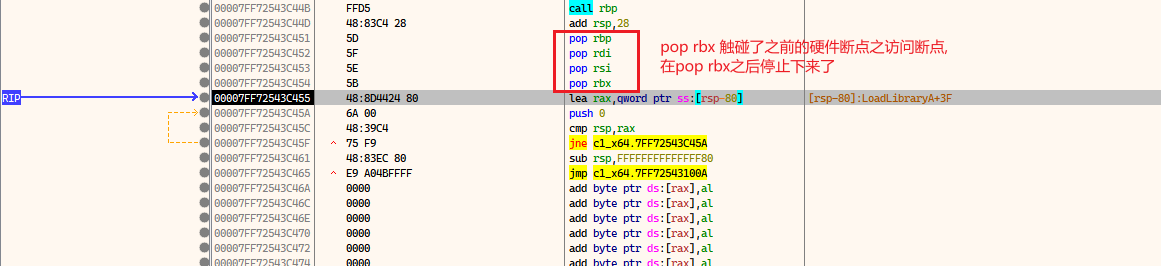 00007FF72543C44B FFD5 call rbp
00007FF72543C44D 48:83C4 28 add rsp,28
00007FF72543C451 5D pop rbp
00007FF72543C452 5F pop rdi
00007FF72543C453 5E pop rsi
00007FF72543C454 5B pop rbx
pop rbx 触碰了之前的硬件断点之访问断点,
在pop rbx之后停止下来了
RIP 00007FF72543C455 48:8D4424 80 lea rax,qword ptr ss:[rsp-80] [rsp-80]:LoadLibraryA+3F
00007FF72543C45A 6A 00 push 0
00007FF72543C45C 48:39C4 cmp rsp,rax
00007FF72543C45F 75 F9 jne c1_x64.7FF72543C45A
00007FF72543C461 48:83EC 80 sub rsp,FFFFFFFFFFFFFF80
00007FF72543C465 E9 A04BFFFF jmp c1_x64.7FF72543100A
00007FF72543C46A 0000 add byte ptr ds:[rax],al
00007FF72543C46C 0000 add byte ptr ds:[rax],al
00007FF72543C46E 0000 add byte ptr ds:[rax],al
00007FF72543C470 0000 add byte ptr ds:[rax],al
00007FF72543C472 0000 add byte ptr ds:[rax],al
00007FF72543C474 0000 add byte ptr ds:[rax],al